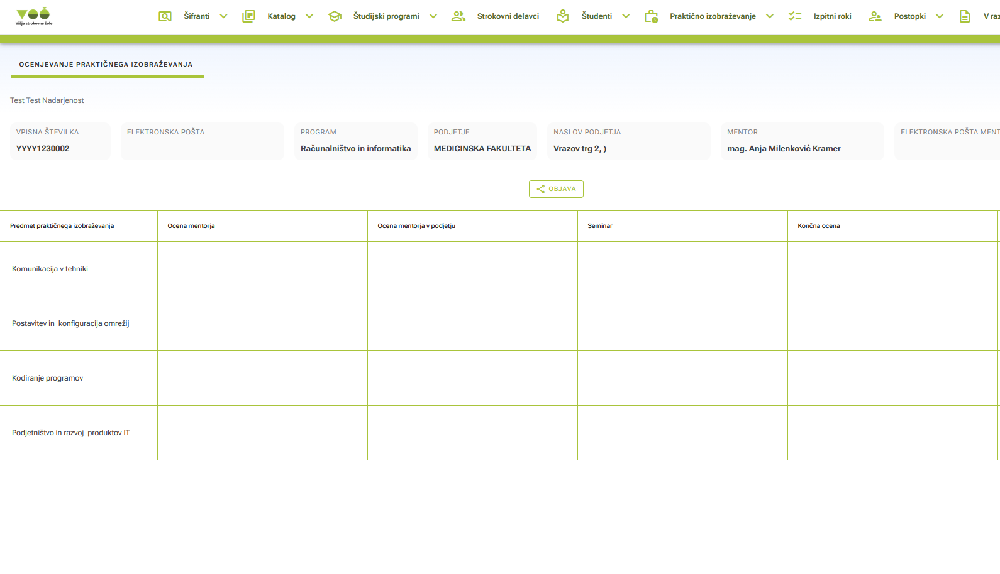 Višje strokovne šole
Šifranti Katalog Študijski programi Strokovni delavci Študenti Praktično izobraževanje Izpitni roki Postopki V raz
OCENJEVANJE PRAKTIČNEGA IZOBRAŽEVANJA
Test Test Nadarjenost
VPISNA ŠTEVILKA ELEKTRONSKA POŠTA PROGRAM PODJETJE NASLOV PODJETJA MENTOR ELEKTRONSKA POŠTA MENT
YYYY1230002 Računalništvo in informatika MEDICINSKA FAKULTETA Vrazov trg 2, ) mag. Anja Milenković Kramer
OBJAVA
Predmet praktičnega izobraževanja Ocena mentorja Ocena mentorja v podjetju Seminar Končna ocena
Komunikacija v tehniki
Postavitev in  konfiguracija omrežij
Kodiranje programov
Podjetništvo in razvoj  produktov IT